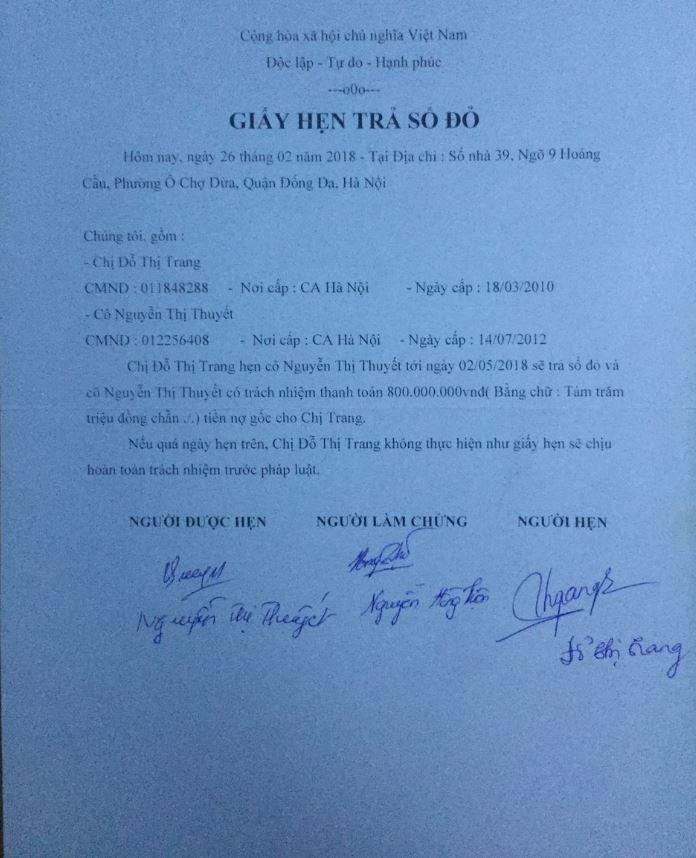 Cộng hòa xã hội chủ nghĩa Việt Nam
Độc lập - Tự do - Hạnh phúc
---o0o---
GIẤY HẸN TRẢ SỔ ĐỎ
Hôm nay, ngày 26 tháng 02 năm 2018 - Tại Địa chỉ : Số nhà 39, Ngõ 9 Hoàng
Cầu, Phường Ô Chợ Dừa, Quận Đống Đa, Hà Nội
Chúng tôi, gồm :
- Chị Đỗ Thị Trang
CMND : 011848288 - Nơi cấp : CA Hà Nội - Ngày cấp : 18/03/2010
- Cô Nguyễn Thị Thuyết
CMND : 012256408 - Nơi cấp : CA Hà Nội - Ngày cấp : 14/07/2012
Chị Đỗ Thị Trang hẹn cô Nguyễn Thị Thuyết tới ngày 02/05/2018 sẽ trả sổ đỏ và
cô Nguyễn Thị Thuyết có trách nhiệm thanh toán 800.000.000vnđ( Bằng chữ : Tám trăm
triệu đồng chẵn ./.) tiền nợ gốc cho Chị Trang.
Nếu quá ngày hẹn trên, Chị Đỗ Thị Trang không thực hiện như giấy hẹn sẽ chịu
hoàn toàn trách nhiệm trước pháp luật.
NGƯỜI ĐƯỢC HẸN NGƯỜI LÀM CHỨNG NGƯỜI HẸN
Nguyễn Thị Thuyết Nguyễn Hồng
Đỗ Thị Trang